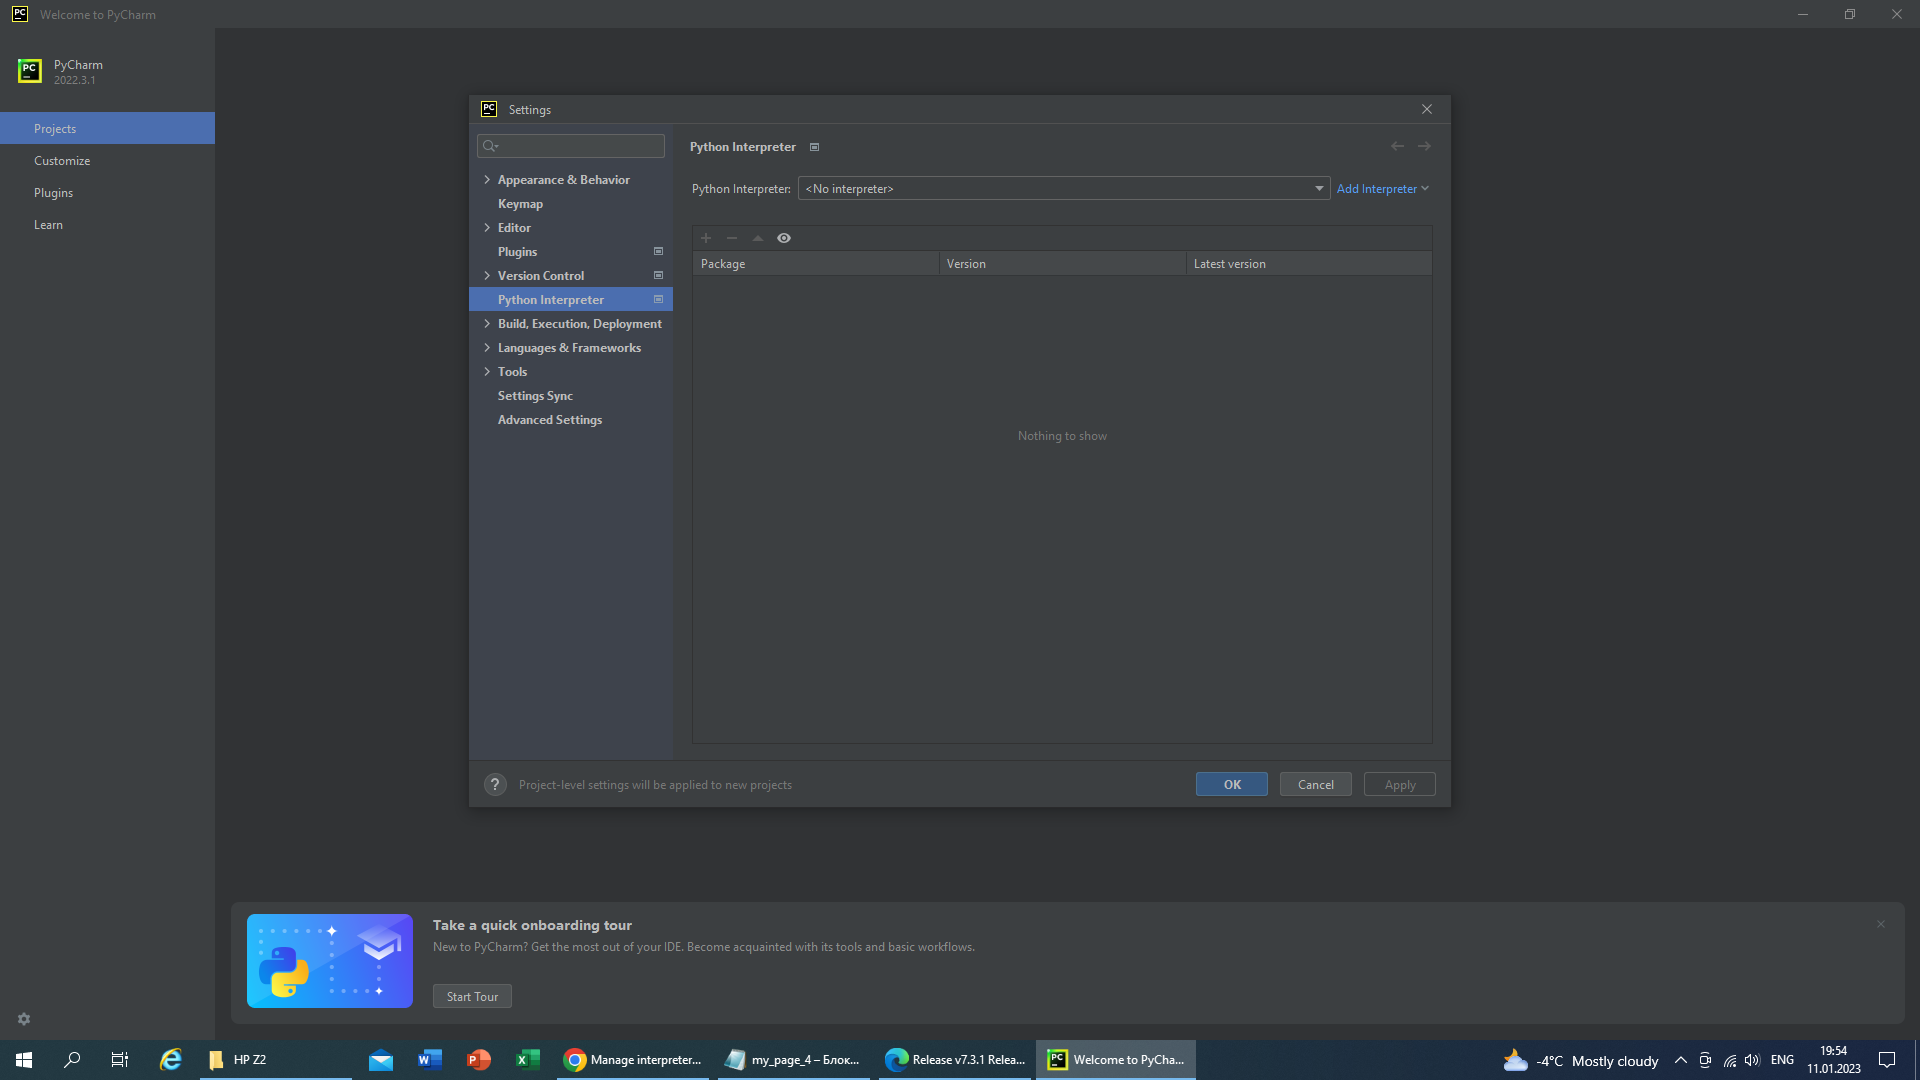 Welcome to PyCharm
PyCharm
2022.3.1
Projects
Customize
Plugins
Learn
Settings
Appearance & Behavior
Keymap
Editor
Plugins
Version Control
Python Interpreter
Build, Execution, Deployment
Languages & Frameworks
Tools
Settings Sync
Advanced Settings
Python Interpreter
Python Interpreter: <No interpreter> Add Interpreter
Package Version Latest version
Nothing to show
? Project-level settings will be applied to new projects
OK Cancel Apply
Take a quick onboarding tour
New to PyCharm? Get the most out of your IDE. Become acquainted with its tools and basic workflows.
Start Tour
HP Z2
Manage interpreter...
my_page_4 – Блок...
Release v7.3.1 Relea...
Welcome to PyCha...
-4°C Mostly cloudy
ENG
19:54
11.01.2023